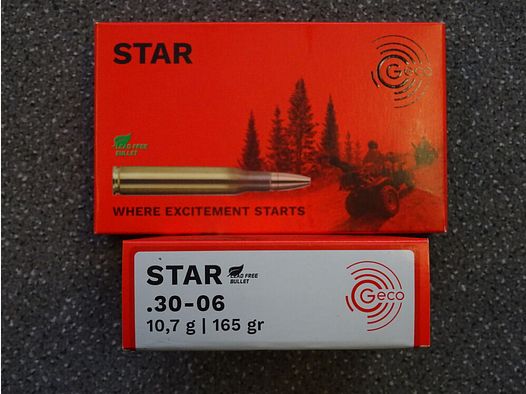 STAR
Geco
LEAD FREE
BULLET
WHERE EXCITEMENT STARTS
STAR
LEAD FREE
BULLET
Geco
.30-06
10,7 g | 165 gr